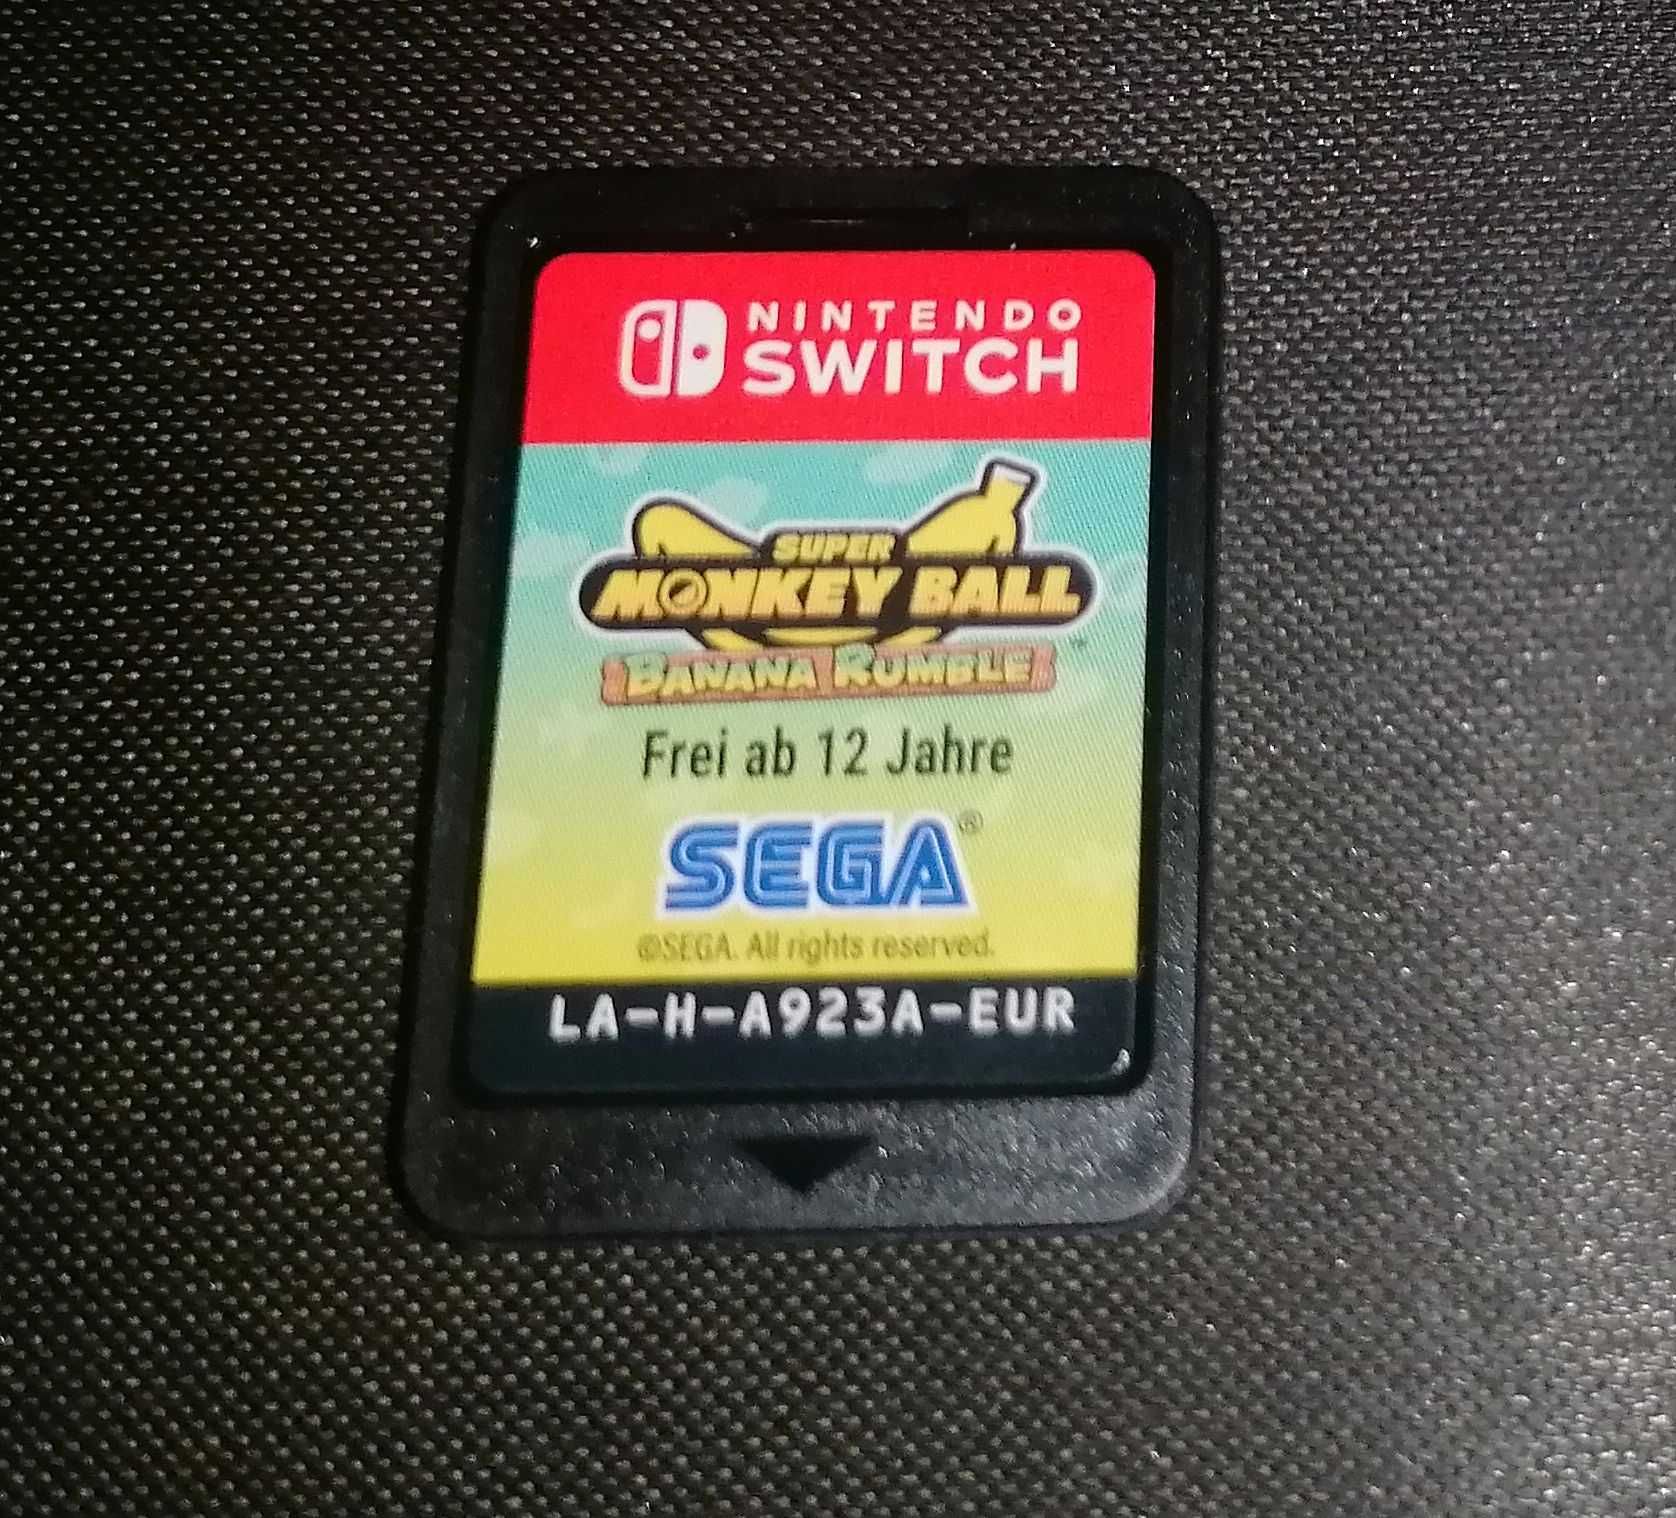 NINTENDO
SWITCH
SUPER
MONKEY BALL
™
BANANA RUMBLE
Frei ab 12 Jahre
SEGA®
©SEGA. All rights reserved.
LA-H-A923A-EUR